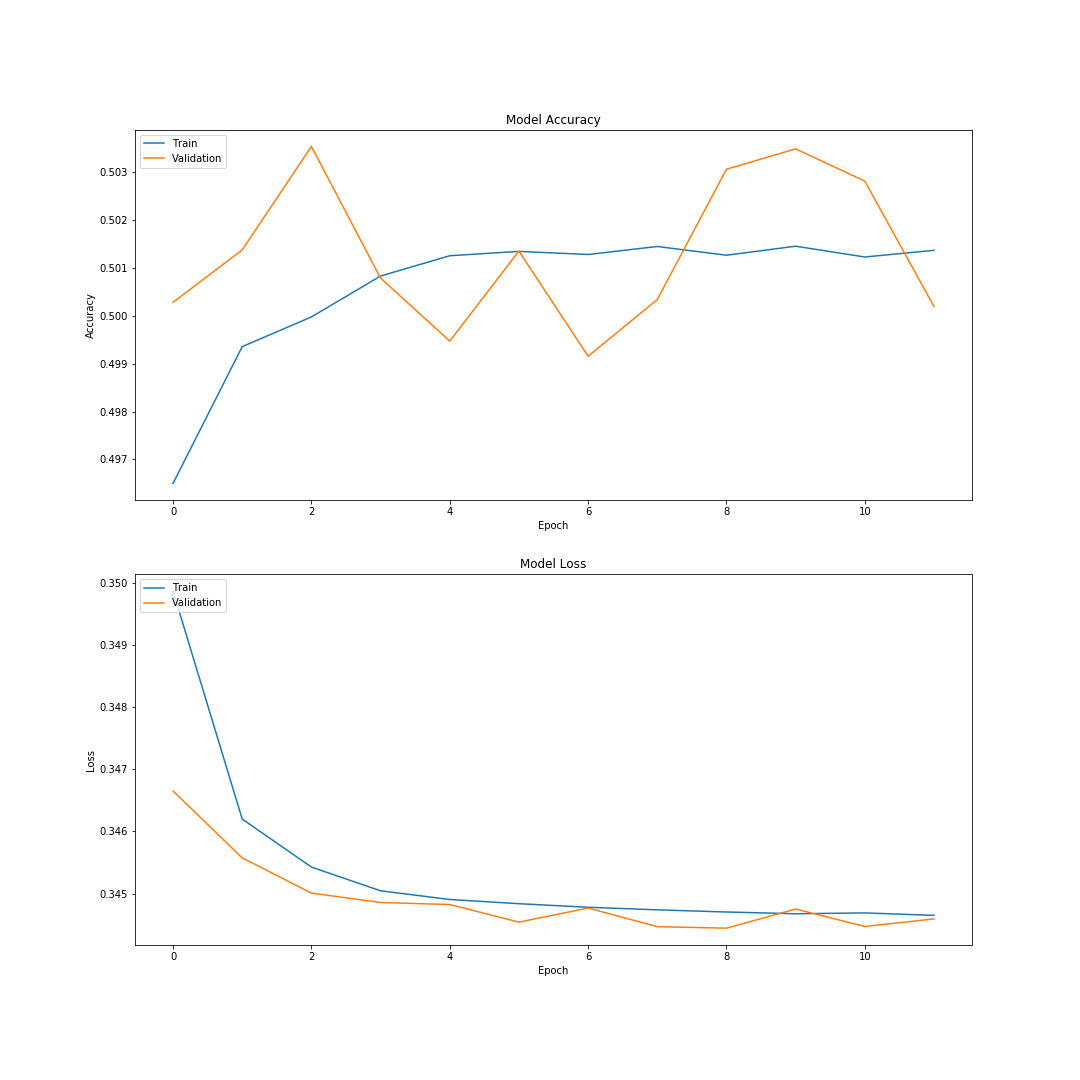 Model Accuracy
Train
Validation
0.503
0.502
0.501
0.500
0.499
0.498
0.497
Accuracy
0 2 4 6 8 10
Epoch
Model Loss
Train
Validation
0.350
0.349
0.348
0.347
0.346
0.345
Loss
0 2 4 6 8 10
Epoch